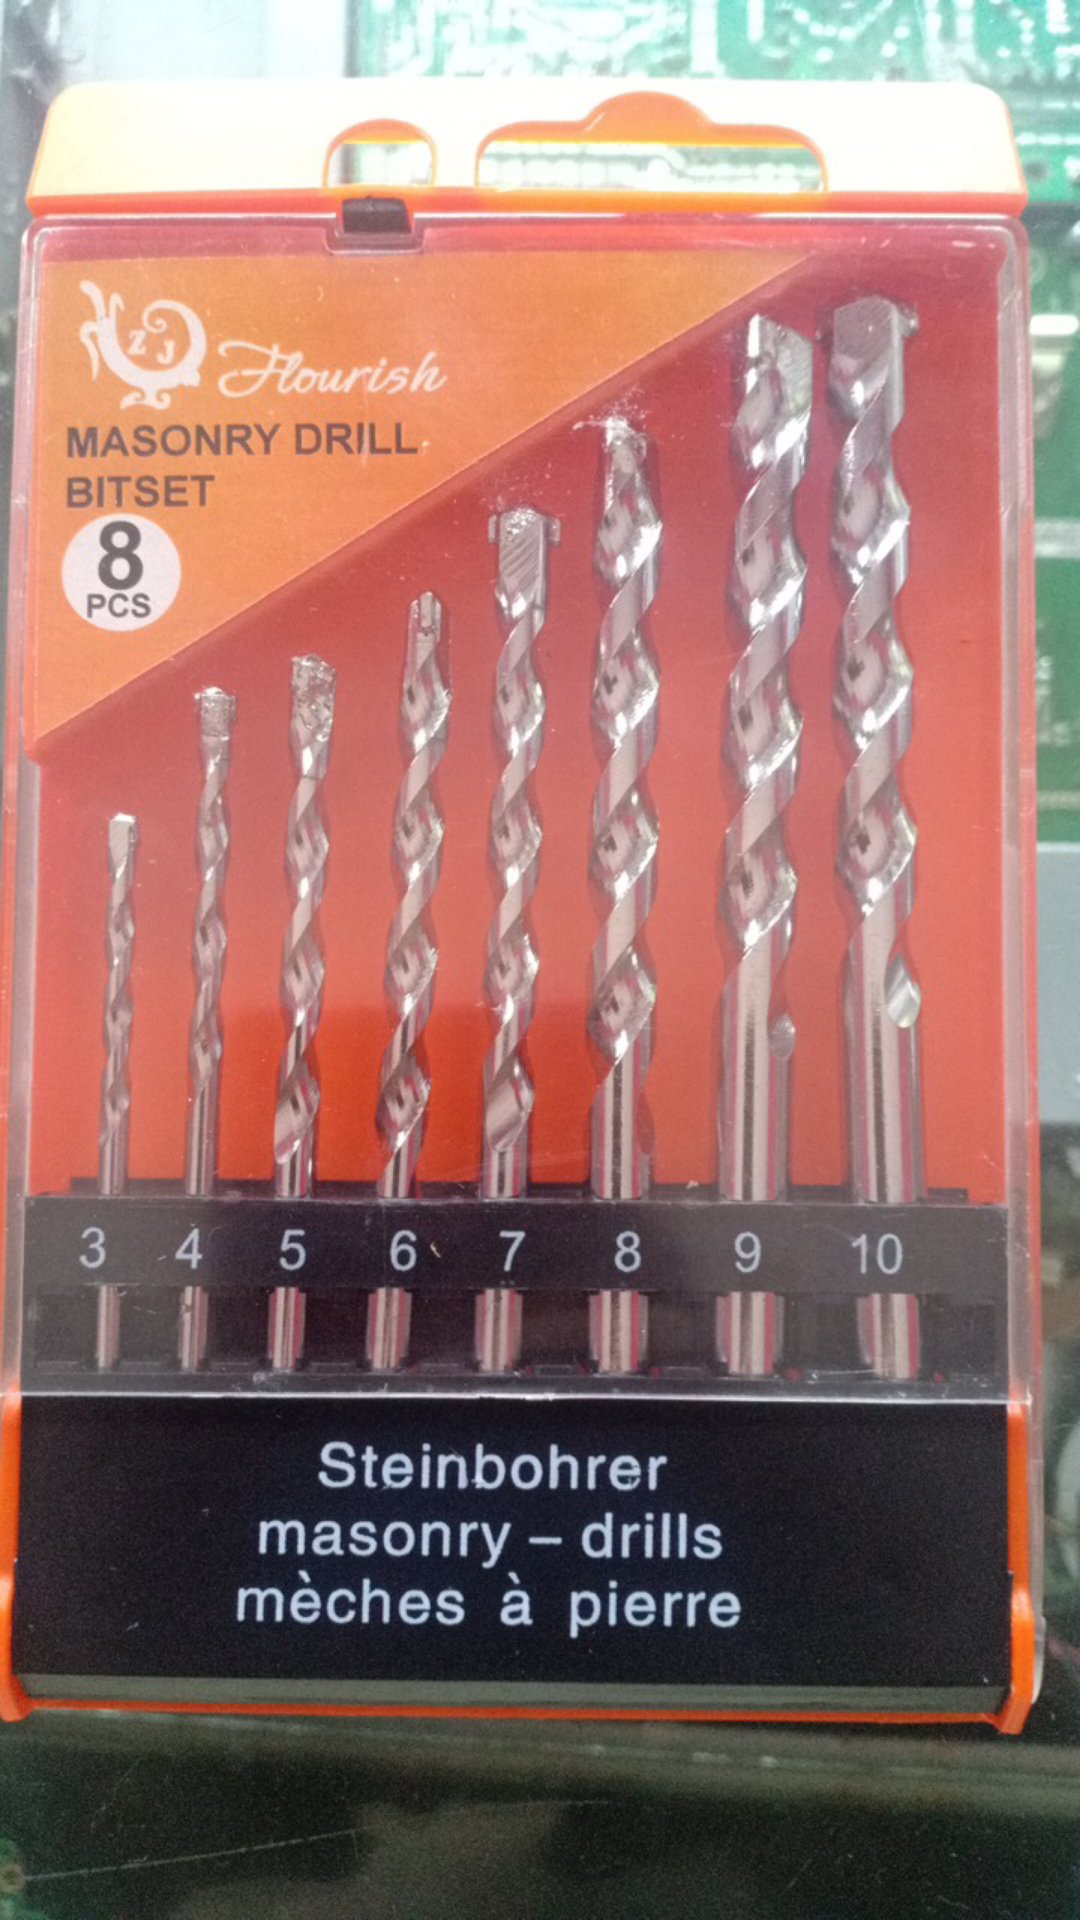 Z J
Flourish
MASONRY DRILL
BITSET
8
PCS
3 4 5 6 7 8 9 10
Steinbohrer
masonry – drills
mèches à pierre